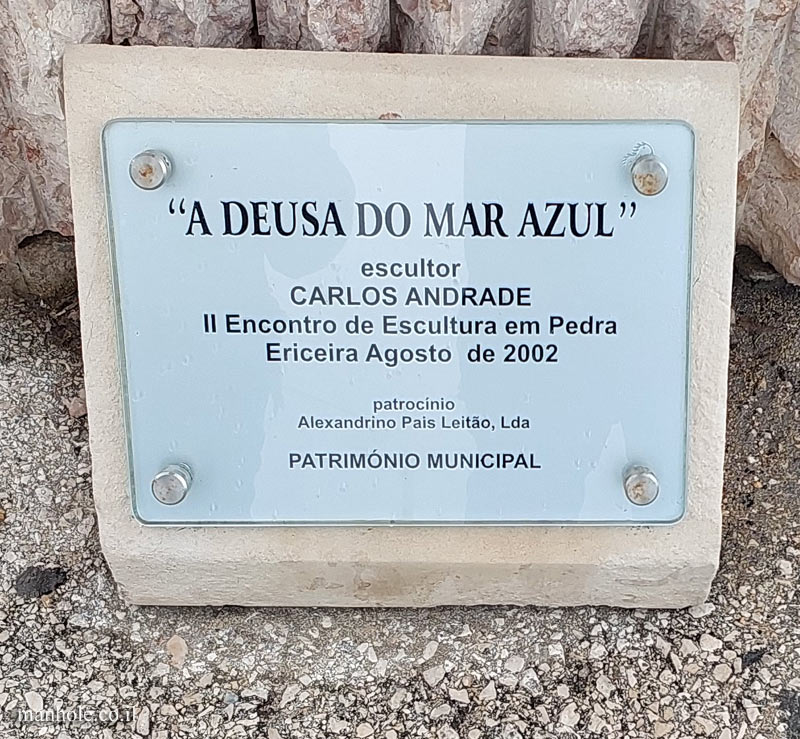 “A DEUSA DO MAR AZUL”
escultor
CARLOS ANDRADE
II Encontro de Escultura em Pedra
Ericeira Agosto de 2002
patrocínio
Alexandrino Pais Leitão, Lda
PATRIMÓNIO MUNICIPAL
manhole.co.il